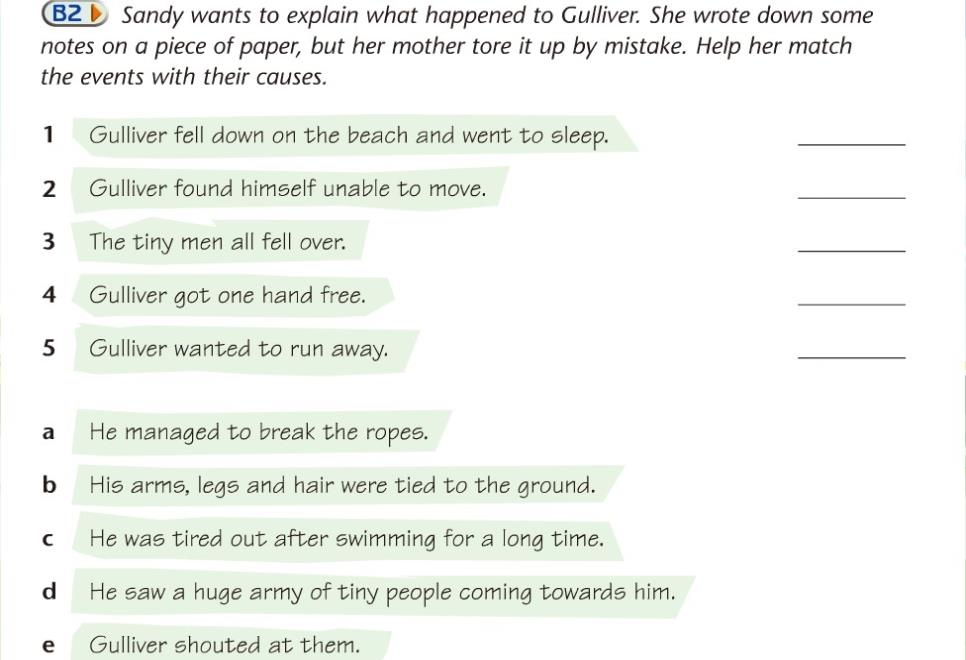 B2 Sandy wants to explain what happened to Gulliver. She wrote down some
notes on a piece of paper, but her mother tore it up by mistake. Help her match
the events with their causes.
1 Gulliver fell down on the beach and went to sleep. ________
2 Gulliver found himself unable to move. ________
3 The tiny men all fell over. ________
4 Gulliver got one hand free. ________
5 Gulliver wanted to run away. ________
a He managed to break the ropes.
b His arms, legs and hair were tied to the ground.
c He was tired out after swimming for a long time.
d He saw a huge army of tiny people coming towards him.
e Gulliver shouted at them.